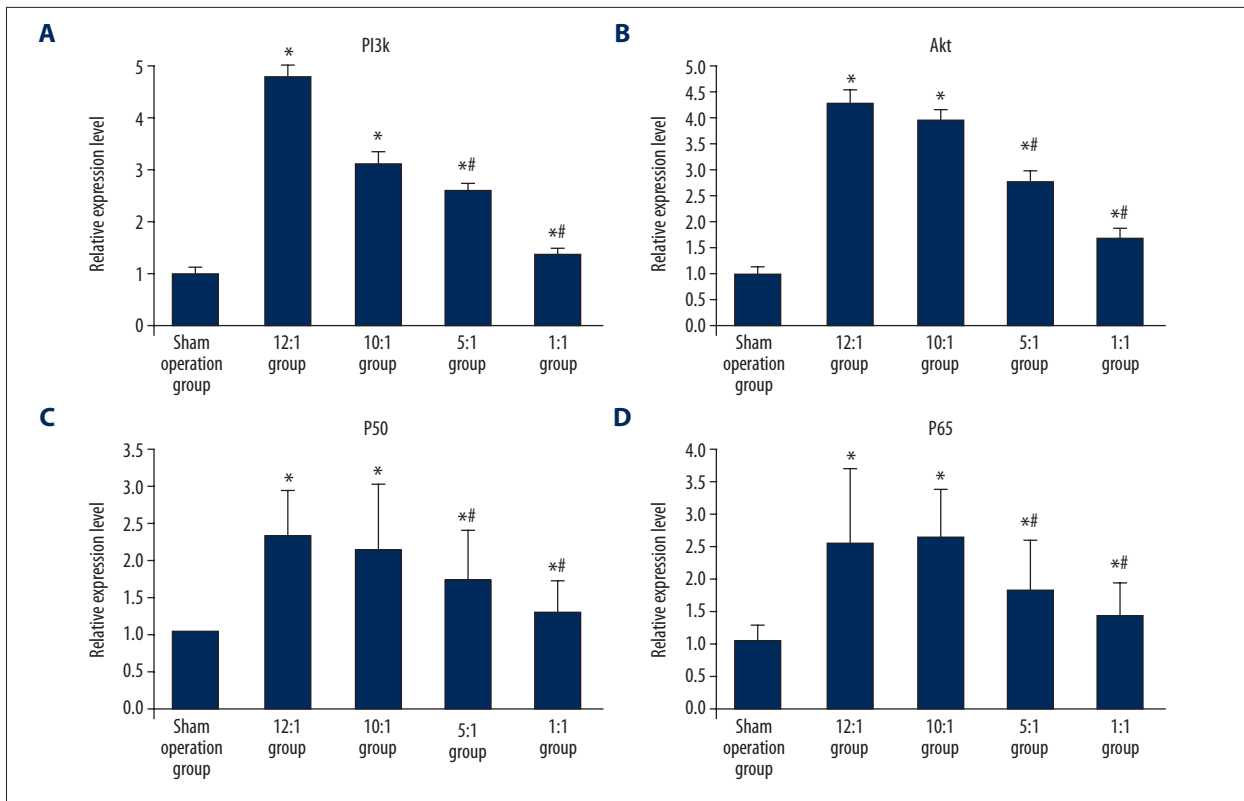 A
PI3k
Relative expression level
5
4
3
2
1
0
*
*
*#
*#
Sham operation group
12:1 group
10:1 group
5:1 group
1:1 group
B
Akt
Relative expression level
5.0
4.5
4.0
3.5
3.0
2.5
2.0
1.5
1.0
0.5
0.0
*
*
*#
*#
Sham operation group
12:1 group
10:1 group
5:1 group
1:1 group
C
P50
Relative expression level
3.5
3.0
2.5
2.0
1.5
1.0
0.5
0.0
*
*
*#
*#
Sham operation group
12:1 group
10:1 group
5:1 group
1:1 group
D
P65
Relative expression level
4.0
3.5
3.0
2.5
2.0
1.5
1.0
0.5
0.0
*
*
*#
*#
Sham operation group
12:1 group
10:1 group
5:1 group
1:1 group